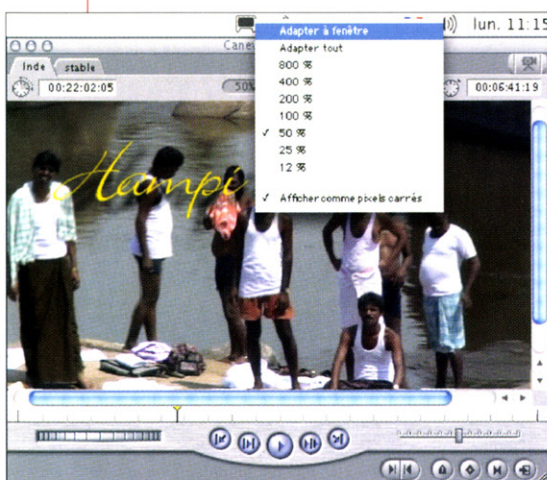 lun. 11:15
Adapter à fenêtre
Adapter tout
800 %
400 %
200 %
100 %
✓ 50 %
25 %
12 %
✓ Afficher comme pixels carrés
Inde
stable
00:22:02:05
50%
00:06:41:19
Hampi